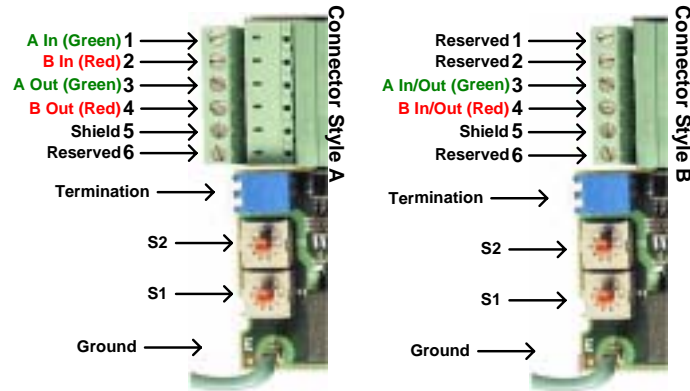 A In (Green) 1
B In (Red) 2
A Out (Green) 3
B Out (Red) 4
Shield 5
Reserved 6
Termination
S2
S1
Ground
Connector Style A
Reserved 1
Reserved 2
A In/Out (Green) 3
B In/Out (Red) 4
Shield 5
Reserved 6
Termination
S2
S1
Ground
Connector Style B